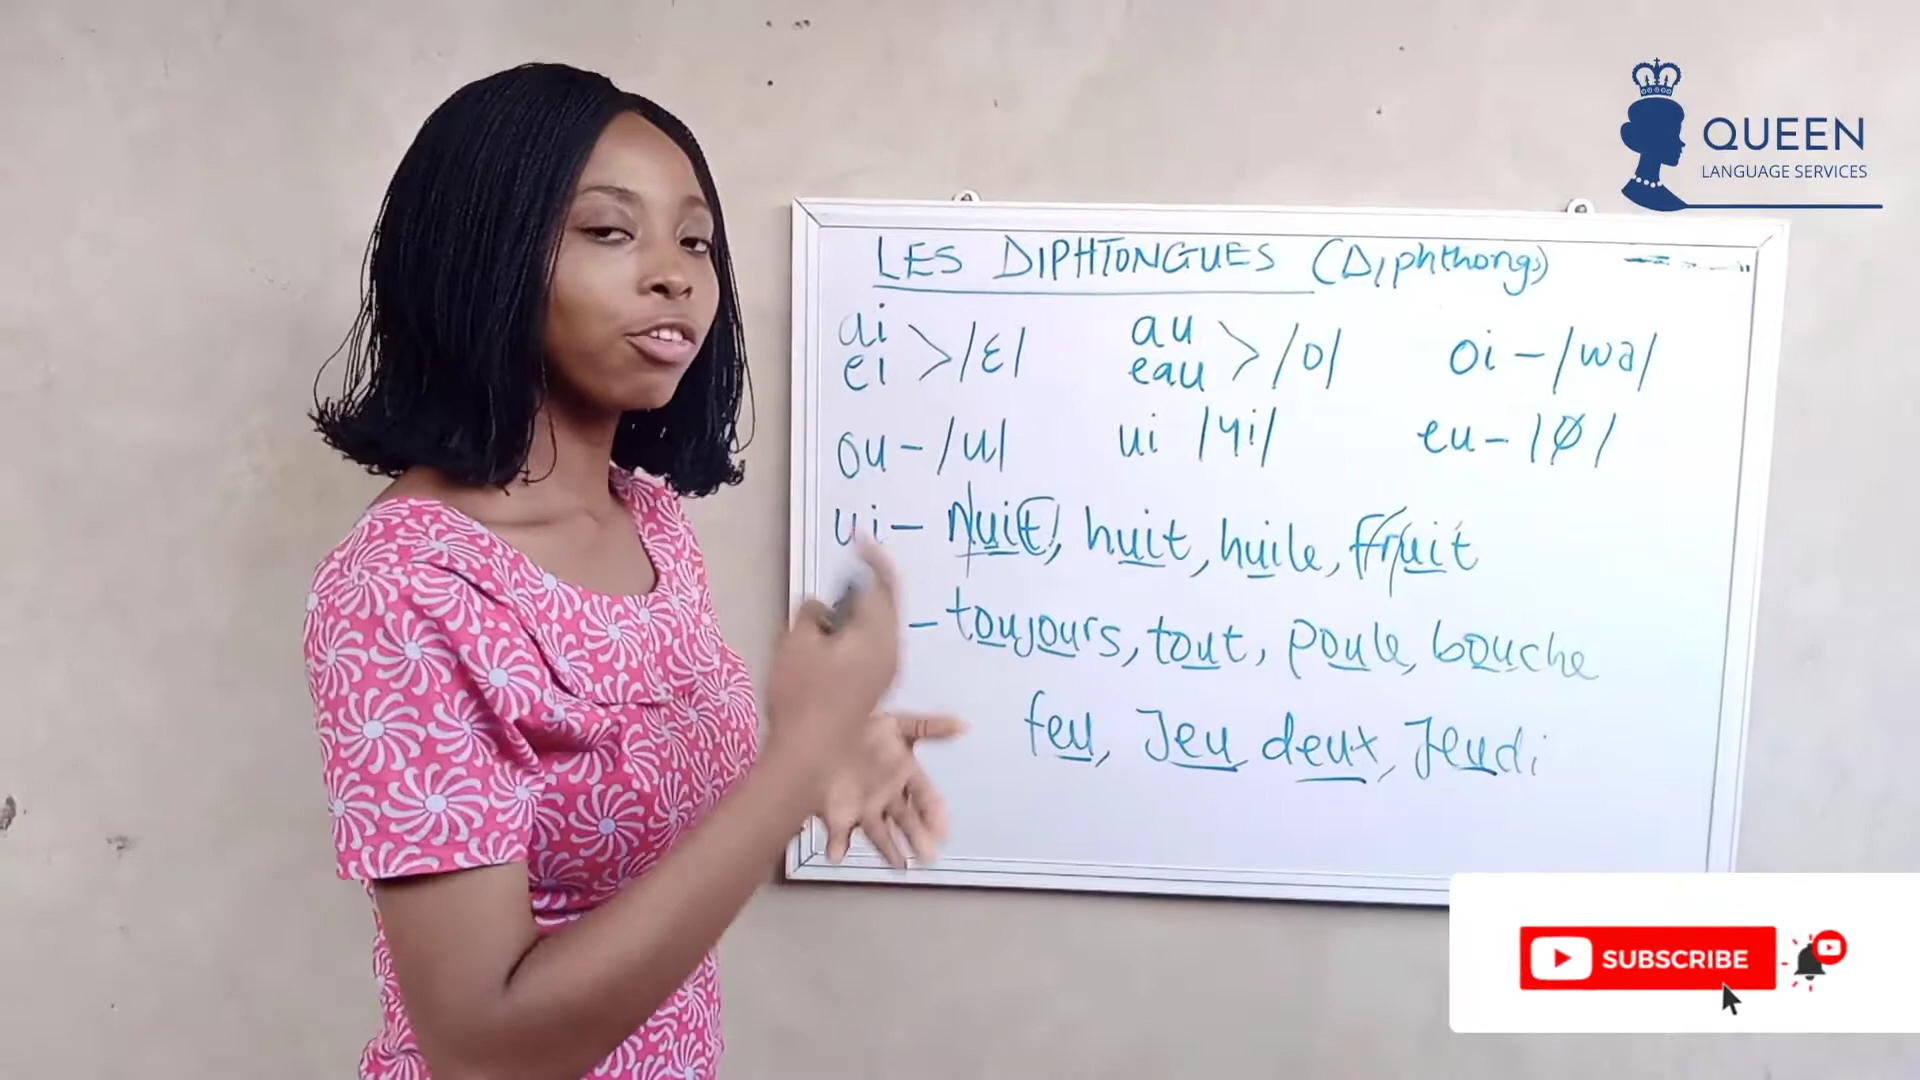 QUEEN
LANGUAGE SERVICES
LES DIPHTONGUES (Diphthongs)
ai
ei > /ɛ/
au
eau > /o/
oi - /wa/
ou - /u/
ui /ɥi/
eu - /ø/
ui - nuit, huit, huile, fruit
- toujours, tout, poule, bouche
feu, Jeu, deux, Jeudi
SUBSCRIBE